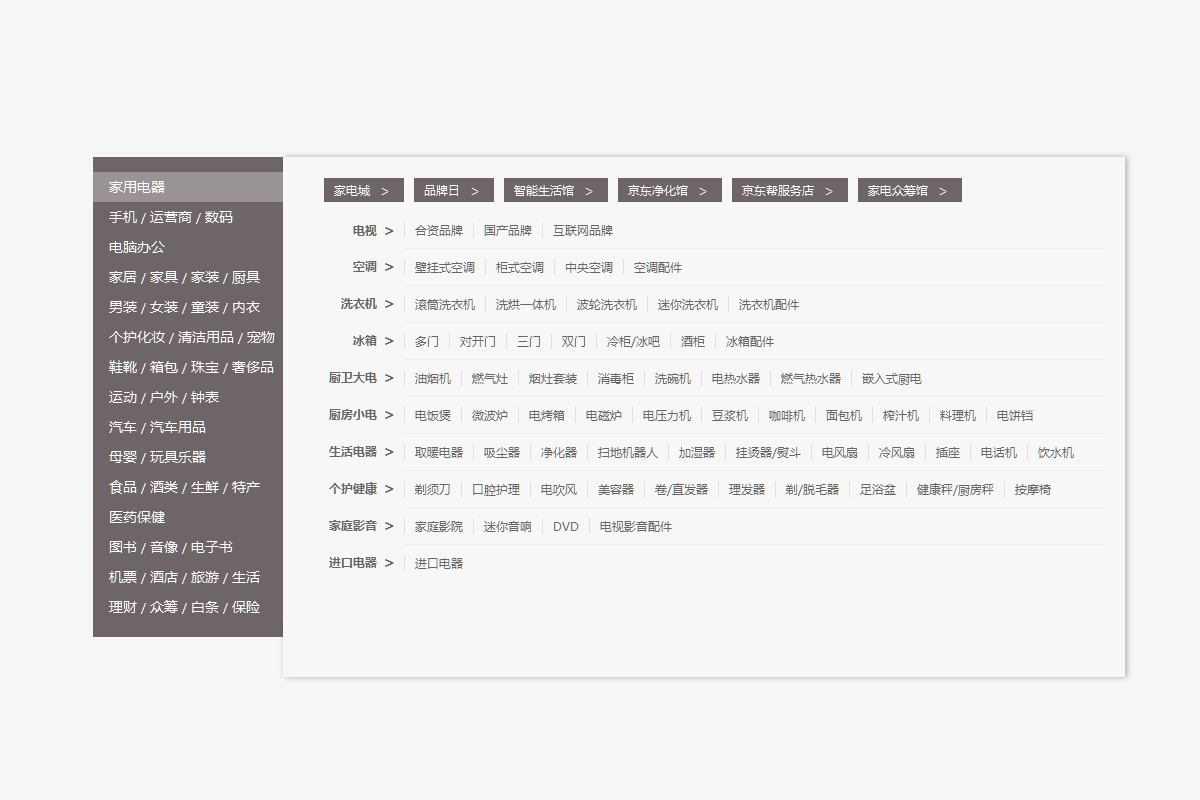 家用电器
手机 / 运营商 / 数码
电脑办公
家居 / 家具 / 家装 / 厨具
男装 / 女装 / 童装 / 内衣
个护化妆 / 清洁用品 / 宠物
鞋靴 / 箱包 / 珠宝 / 奢侈品
运动 / 户外 / 钟表
汽车 / 汽车用品
母婴 / 玩具乐器
食品 / 酒类 / 生鲜 / 特产
医药保健
图书 / 音像 / 电子书
机票 / 酒店 / 旅游 / 生活
理财 / 众筹 / 白条 / 保险
家电城 > 品牌日 > 智能生活馆 > 京东净化馆 > 京东帮服务店 > 家电众筹馆 >
电视 > 合资品牌 国产品牌 互联网品牌
空调 > 壁挂式空调 柜式空调 中央空调 空调配件
洗衣机 > 滚筒洗衣机 洗烘一体机 波轮洗衣机 迷你洗衣机 洗衣机配件
冰箱 > 多门 对开门 三门 双门 冷柜/冰吧 酒柜 冰箱配件
厨卫大电 > 油烟机 燃气灶 烟灶套装 消毒柜 洗碗机 电热水器 燃气热水器 嵌入式厨电
厨房小电 > 电饭煲 微波炉 电烤箱 电磁炉 电压力机 豆浆机 咖啡机 面包机 榨汁机 料理机 电饼铛
生活电器 > 取暖电器 吸尘器 净化器 扫地机器人 加湿器 挂烫器/熨斗 电风扇 冷风扇 插座 电话机 饮水机
个护健康 > 剃须刀 口腔护理 电吹风 美容器 卷/直发器 理发器 剃/脱毛器 足浴盆 健康秤/厨房秤 按摩椅
家庭影音 > 家庭影院 迷你音响 DVD 电视影音配件
进口电器 > 进口电器